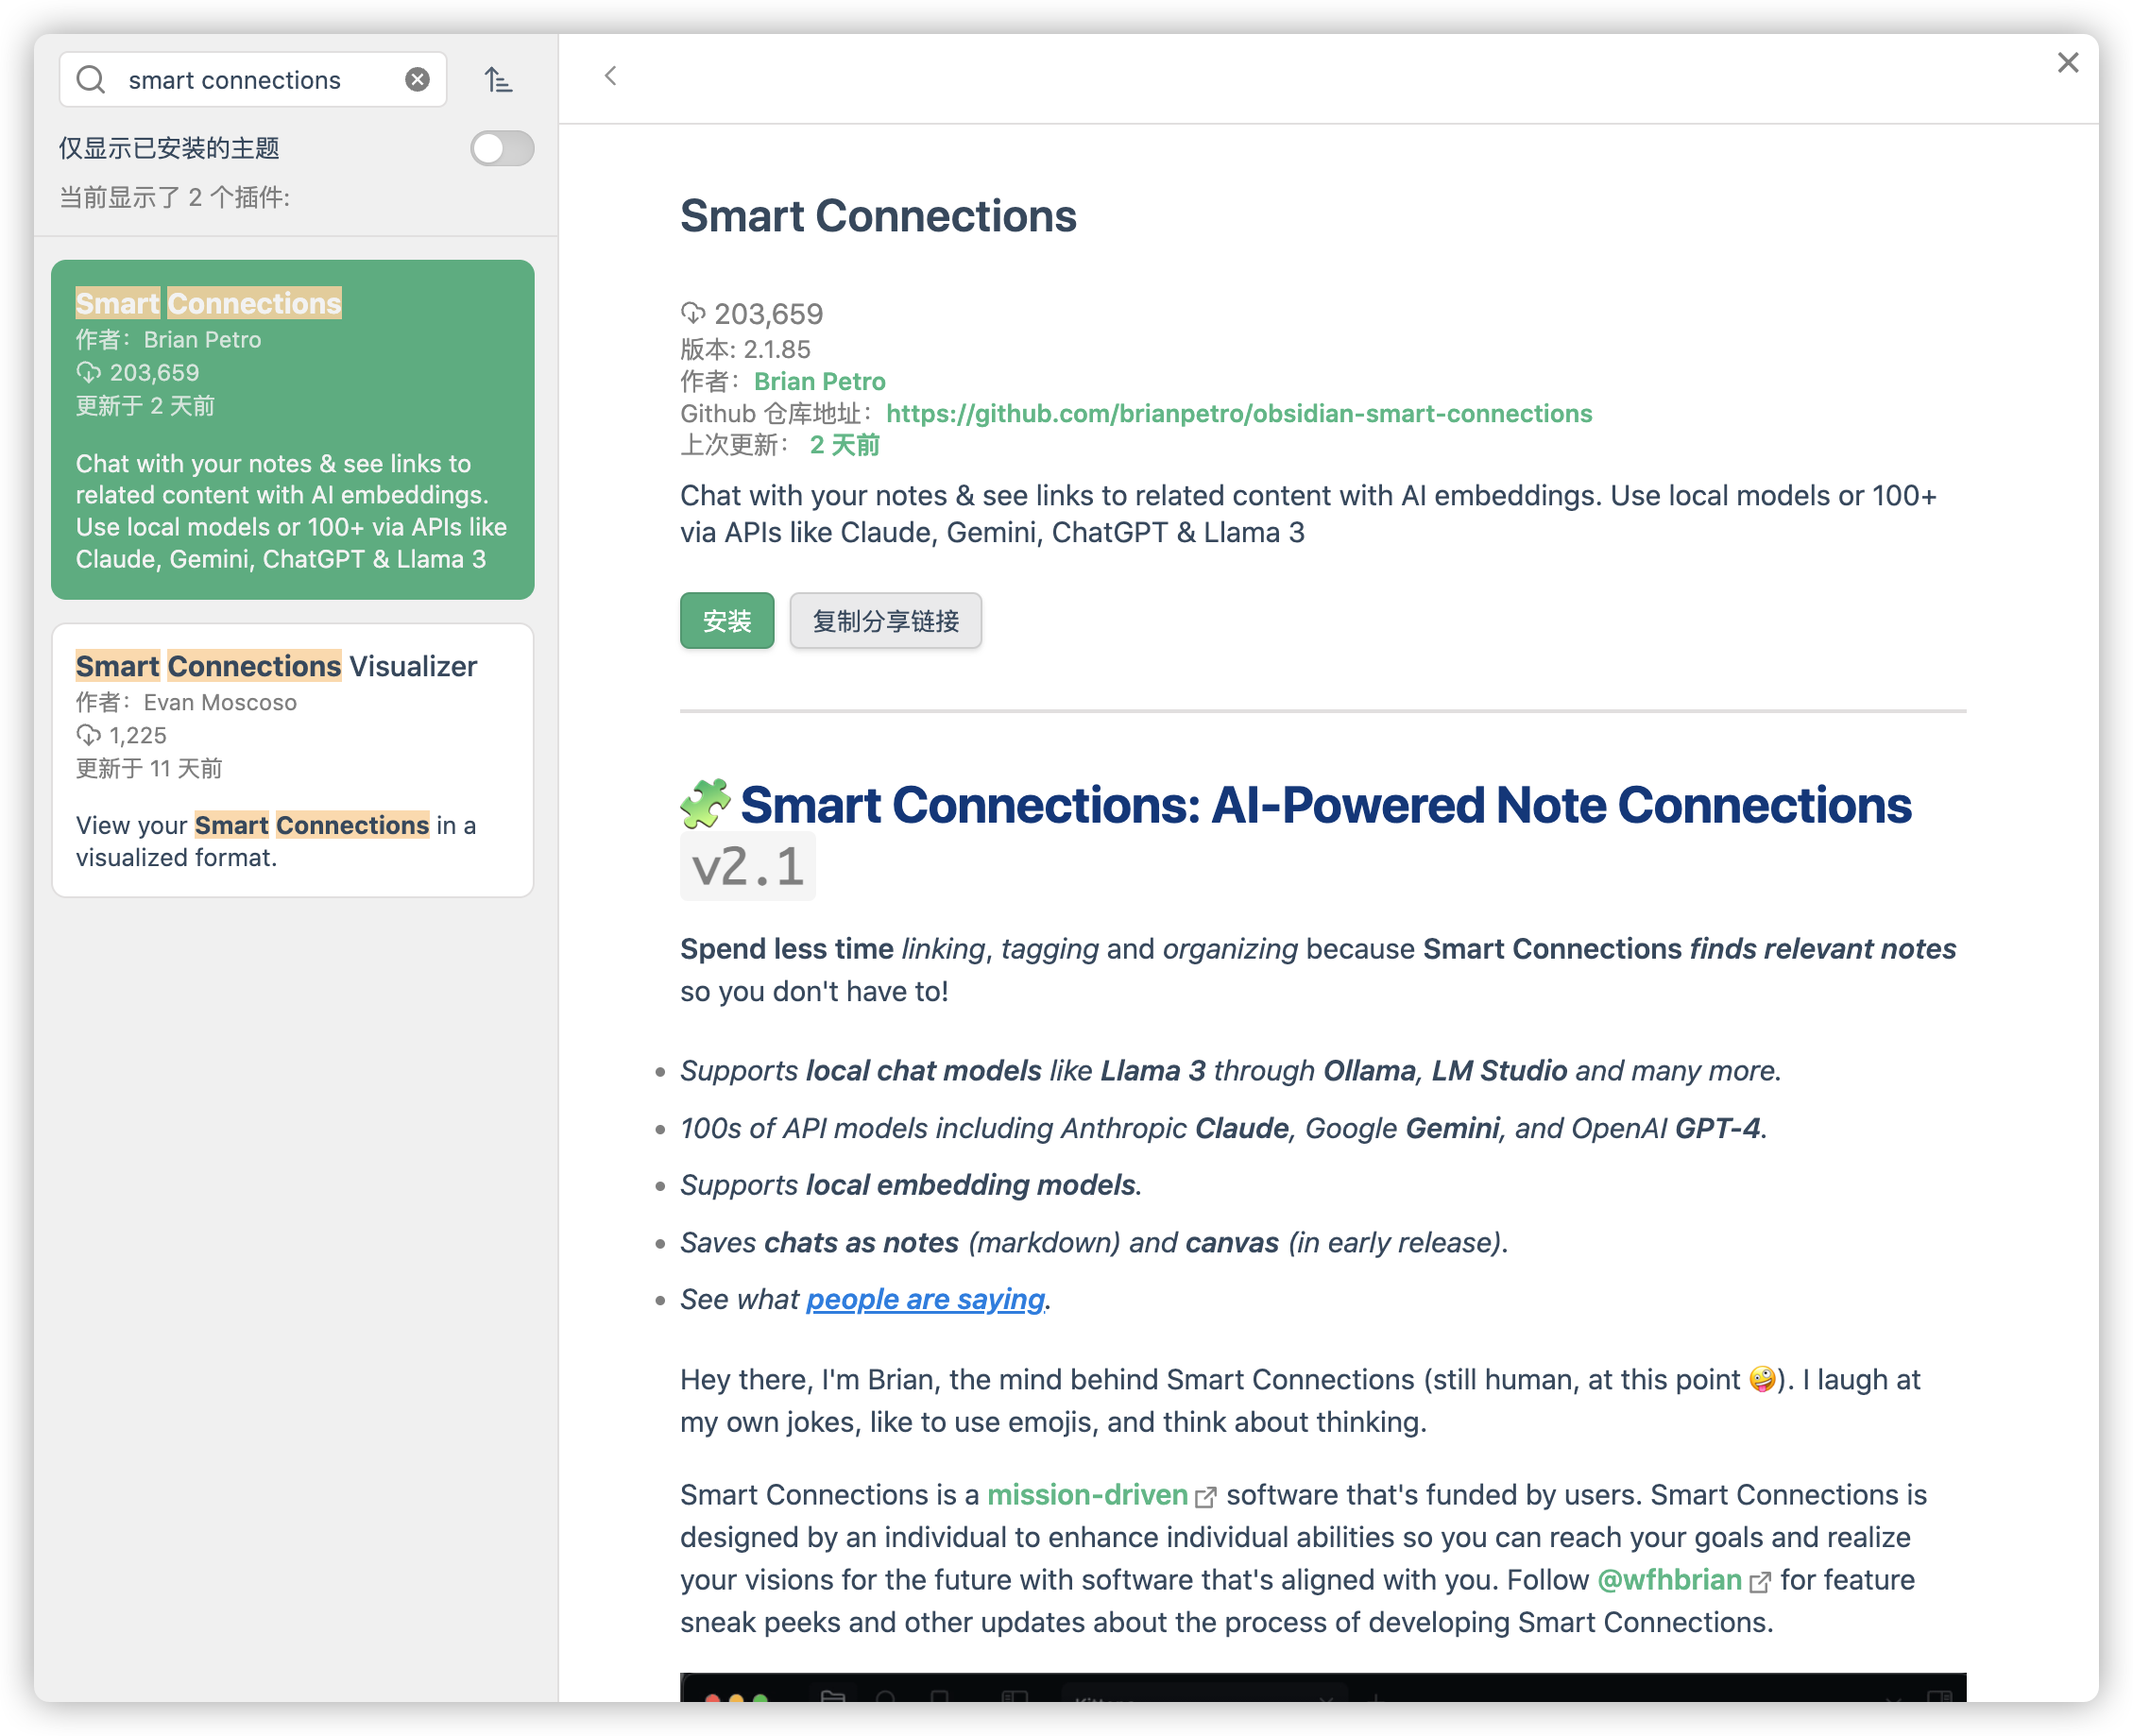 smart connections
仅显示已安装的主题
当前显示了 2 个插件:
Smart Connections
作者：Brian Petro
203,659
更新于 2 天前
Chat with your notes & see links to
related content with AI embeddings.
Use local models or 100+ via APIs like
Claude, Gemini, ChatGPT & Llama 3
Smart Connections Visualizer
作者：Evan Moscoso
1,225
更新于 11 天前
View your Smart Connections in a
visualized format.
Smart Connections
203,659
版本: 2.1.85
作者：Brian Petro
Github 仓库地址：https://github.com/brianpetro/obsidian-smart-connections
上次更新： 2 天前
Chat with your notes & see links to related content with AI embeddings. Use local models or 100+
via APIs like Claude, Gemini, ChatGPT & Llama 3
安装 复制分享链接
Smart Connections: AI-Powered Note Connections
v2.1
Spend less time linking, tagging and organizing because Smart Connections finds relevant notes
so you don't have to!
Supports local chat models like Llama 3 through Ollama, LM Studio and many more.
100s of API models including Anthropic Claude, Google Gemini, and OpenAI GPT-4.
Supports local embedding models.
Saves chats as notes (markdown) and canvas (in early release).
See what people are saying.
Hey there, I'm Brian, the mind behind Smart Connections (still human, at this point 🤪). I laugh at
my own jokes, like to use emojis, and think about thinking.
Smart Connections is a mission-driven software that's funded by users. Smart Connections is
designed by an individual to enhance individual abilities so you can reach your goals and realize
your visions for the future with software that's aligned with you. Follow @wfhbrian for feature
sneak peeks and other updates about the process of developing Smart Connections.